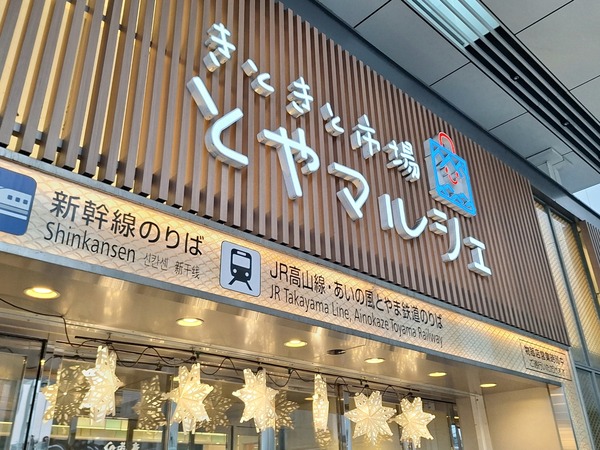 きときと市場
とやマルシェ
新幹線のりば
Shinkansen 신칸센 新干线
JR高山線・あいの風とやま鉄道のりば
JR Takayama Line, Ainokaze Toyama Railway